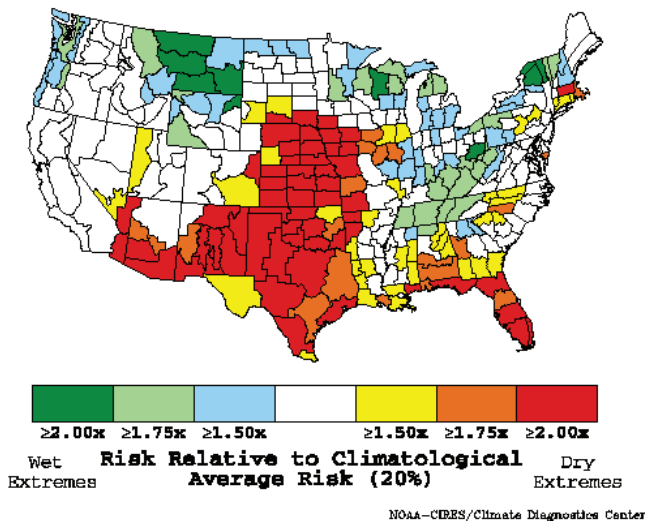 ≥2.00x ≥1.75x ≥1.50x ≥1.50x ≥1.75x ≥2.00x
Wet Extremes
Risk Relative to Climatological
Average Risk (20%)
Dry Extremes
NOAA-CIRES/Climate Diagnostics Center